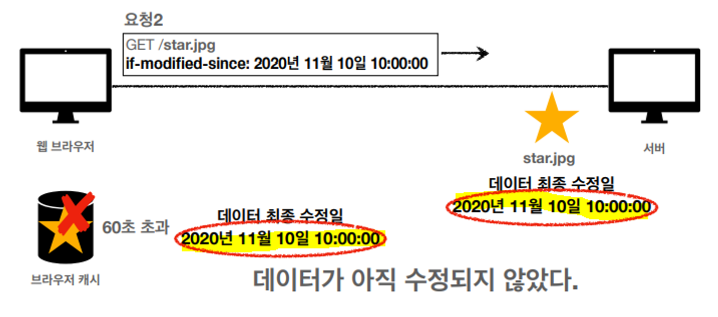 요청2
GET /star.jpg
if-modified-since: 2020년 11월 10일 10:00:00
웹 브라우저
서버
star.jpg
데이터 최종 수정일
2020년 11월 10일 10:00:00
60초 초과
데이터 최종 수정일
2020년 11월 10일 10:00:00
브라우저 캐시
데이터가 아직 수정되지 않았다.